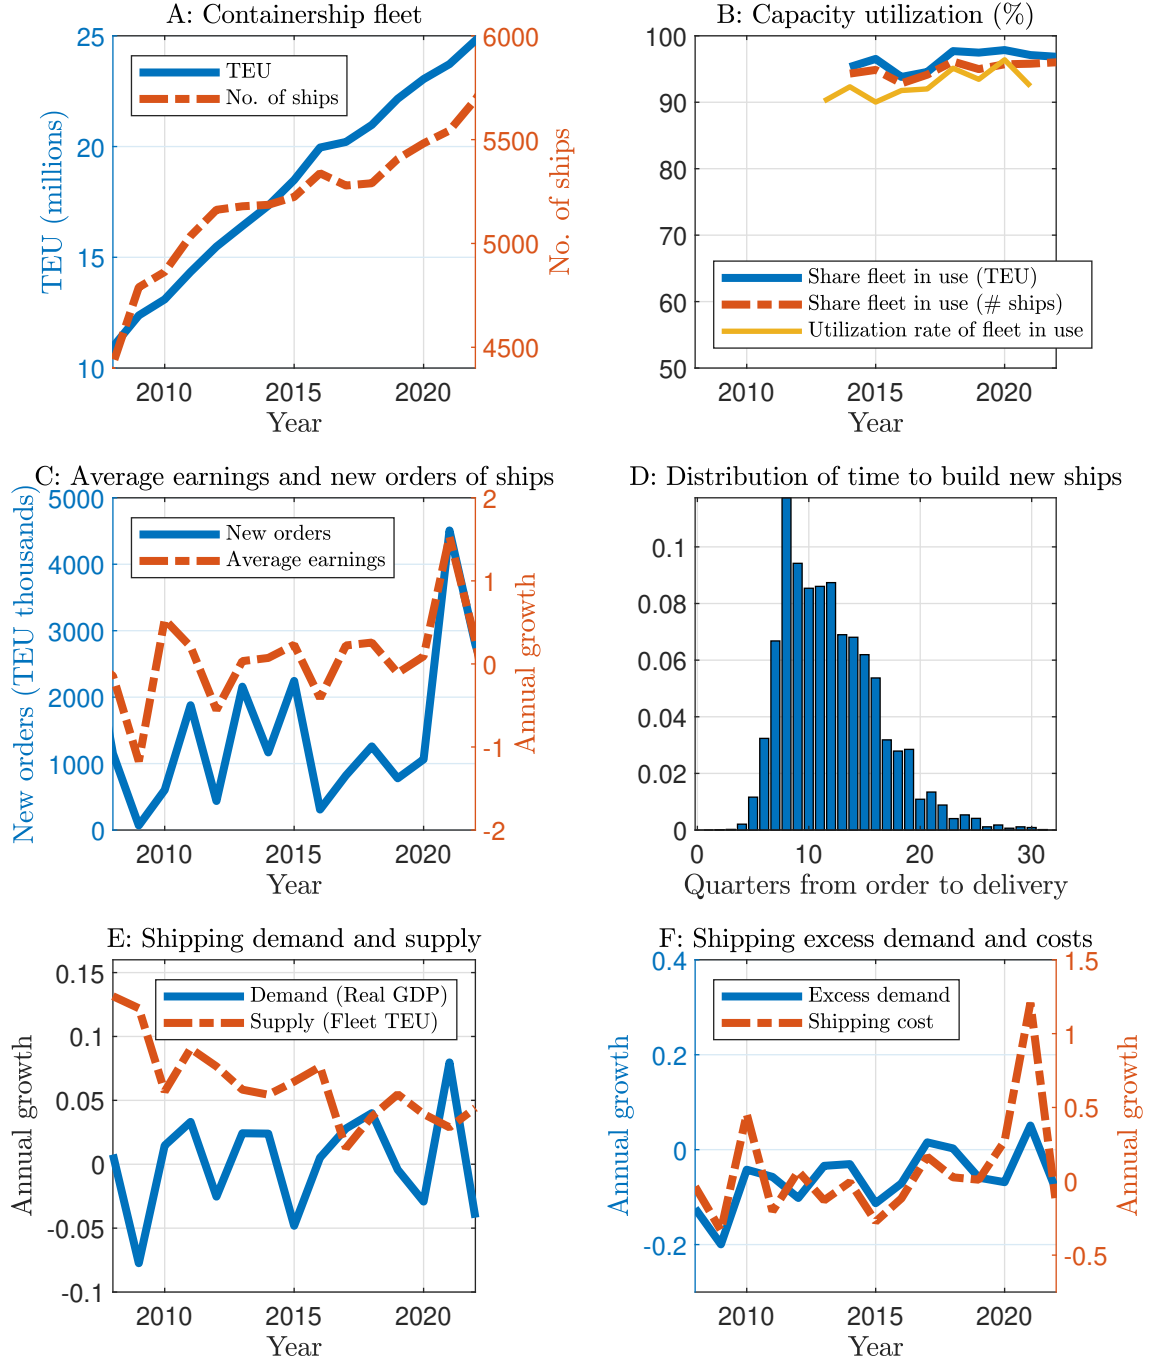 A: Containership fleet
25
20
15
10
TEU (millions)
6000
5500
5000
4500
No. of ships
TEU
No. of ships
2010 2015 2020
Year
B: Capacity utilization (%)
100
90
80
70
60
50
Share fleet in use (TEU)
Share fleet in use (# ships)
Utilization rate of fleet in use
2010 2015 2020
Year
C: Average earnings and new orders of ships
5000
4000
3000
2000
1000
0
New orders (TEU thousands)
2
1
0
-1
-2
Annual growth
New orders
Average earnings
2010 2015 2020
Year
D: Distribution of time to build new ships
0.1
0.08
0.06
0.04
0.02
0
0 10 20 30
Quarters from order to delivery
E: Shipping demand and supply
0.15
0.1
0.05
0
-0.05
-0.1
Annual growth
Demand (Real GDP)
Supply (Fleet TEU)
2010 2015 2020
Year
F: Shipping excess demand and costs
0.4
0.2
0
-0.2
Annual growth
1.5
1
0.5
0
-0.5
Annual growth
Excess demand
Shipping cost
2010 2015 2020
Year